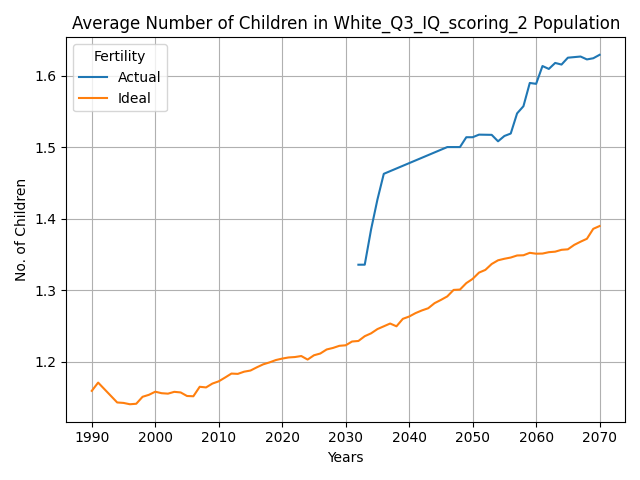 Average Number of Children in White_Q3_IQ_scoring_2 Population
Fertility
Actual
Ideal
1.6
1.5
1.4
1.3
1.2
No. of Children
1990 2000 2010 2020 2030 2040 2050 2060 2070
Years